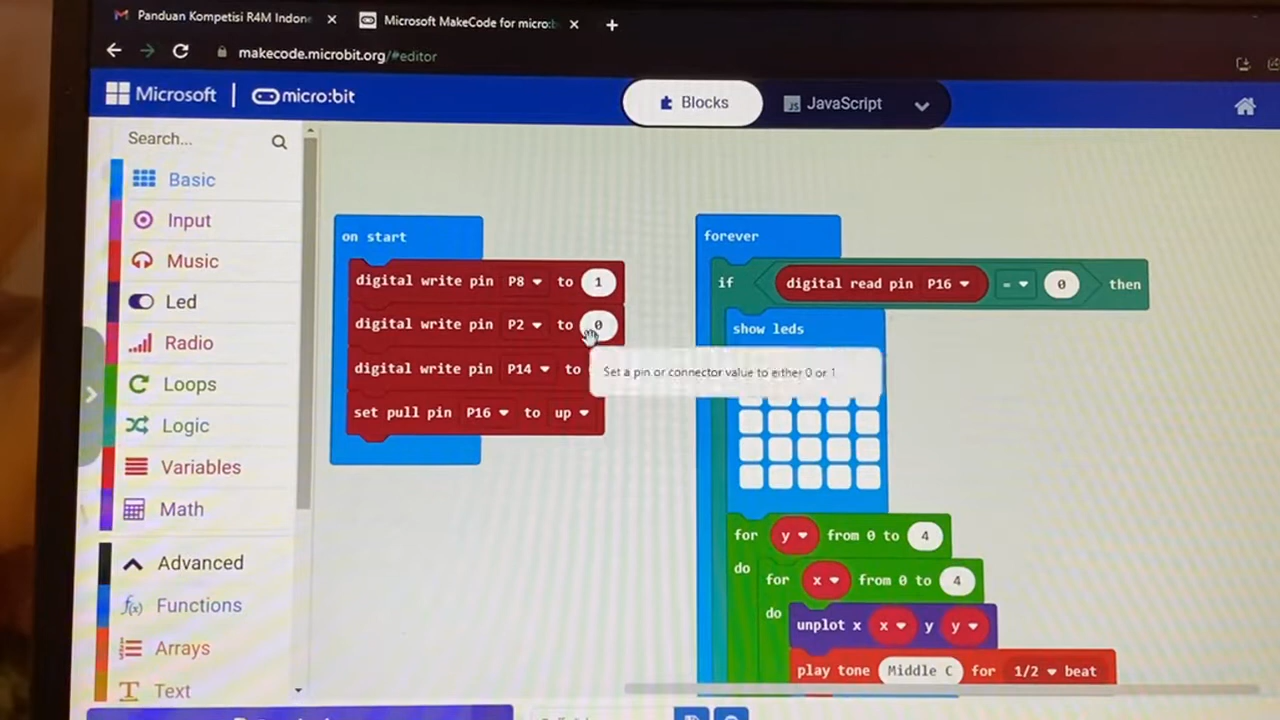 Panduan Kompetisi R4M Indon
Microsoft MakeCode for micro:b
makecode.microbit.org/#editor
Microsoft | micro:bit
Blocks
JS JavaScript
Search...
Basic
Input
Music
Led
Radio
Loops
Logic
Variables
Math
Advanced
Functions
Arrays
Text
on start
digital write pin P8 to 1
digital write pin P2 to 0
digital write pin P14 to
set pull pin P16 to up
Set a pin or connector value to either 0 or 1
forever
if digital read pin P16 = 0 then
show leds
for y from 0 to 4
do
for x from 0 to 4
do
unplot x x y y
play tone Middle C for 1/2 beat